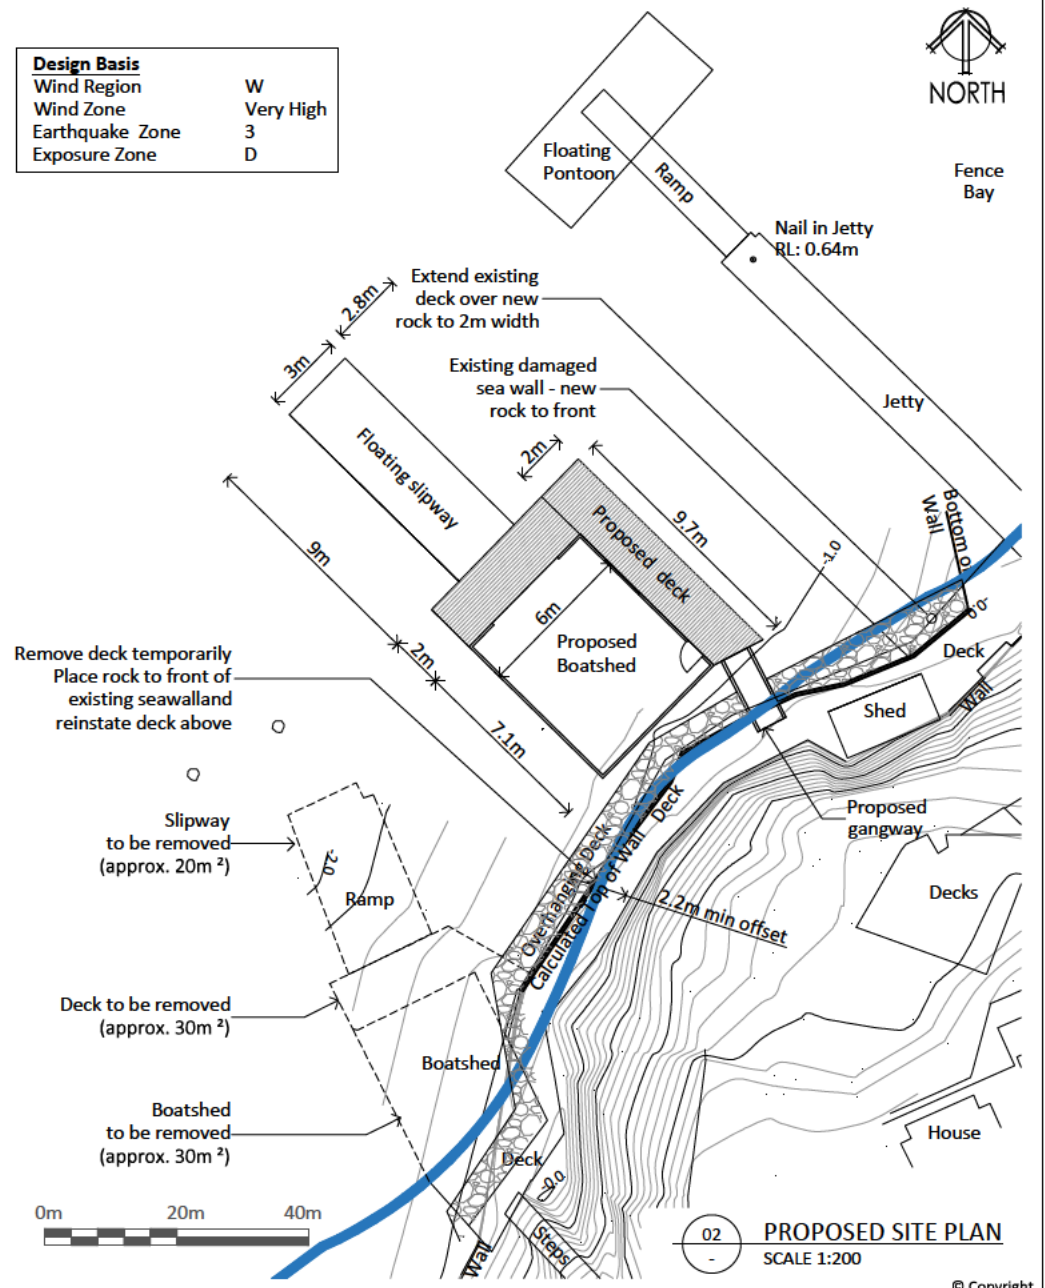 Design Basis
Wind Region W
Wind Zone Very High
Earthquake Zone 3
Exposure Zone D
NORTH
Fence
Bay
Floating
Pontoon
Ramp
Nail in Jetty
RL: 0.64m
Jetty
Extend existing
deck over new
rock to 2m width
Existing damaged
sea wall - new
rock to front
2.8m
3m
Floating slipway
2m
9.7m
Proposed deck
9m
6m
Proposed
Boatshed
2m
7.1m
-1.0
Bottom of
Wall
-0.0
Deck
Wall
Shed
Remove deck temporarily
Place rock to front of
existing seawalland
reinstate deck above
Slipway
to be removed
(approx. 20m ²)
-2.0
Ramp
Overhanging Deck
Calculated Top of Wall
Deck
Proposed
gangway
2.2m min offset
Decks
Deck to be removed
(approx. 30m ²)
Boatshed
Boatshed
to be removed
(approx. 30m ²)
House
Deck
-0.0
Steps
Wall
0m 20m 40m
02
-
PROPOSED SITE PLAN
SCALE 1:200
© Copyright